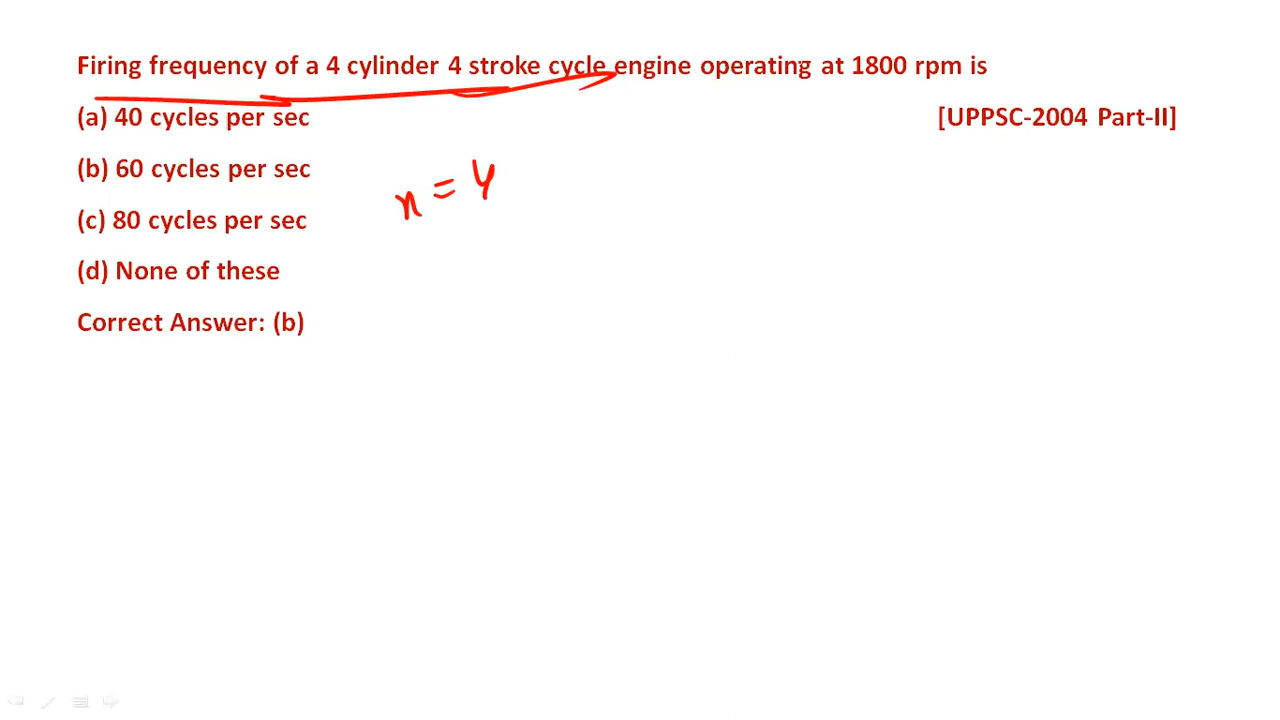 Firing frequency of a 4 cylinder 4 stroke cycle engine operating at 1800 rpm is
(a) 40 cycles per sec [UPPSC-2004 Part-II]
(b) 60 cycles per sec
n = 4
(c) 80 cycles per sec
(d) None of these
Correct Answer: (b)